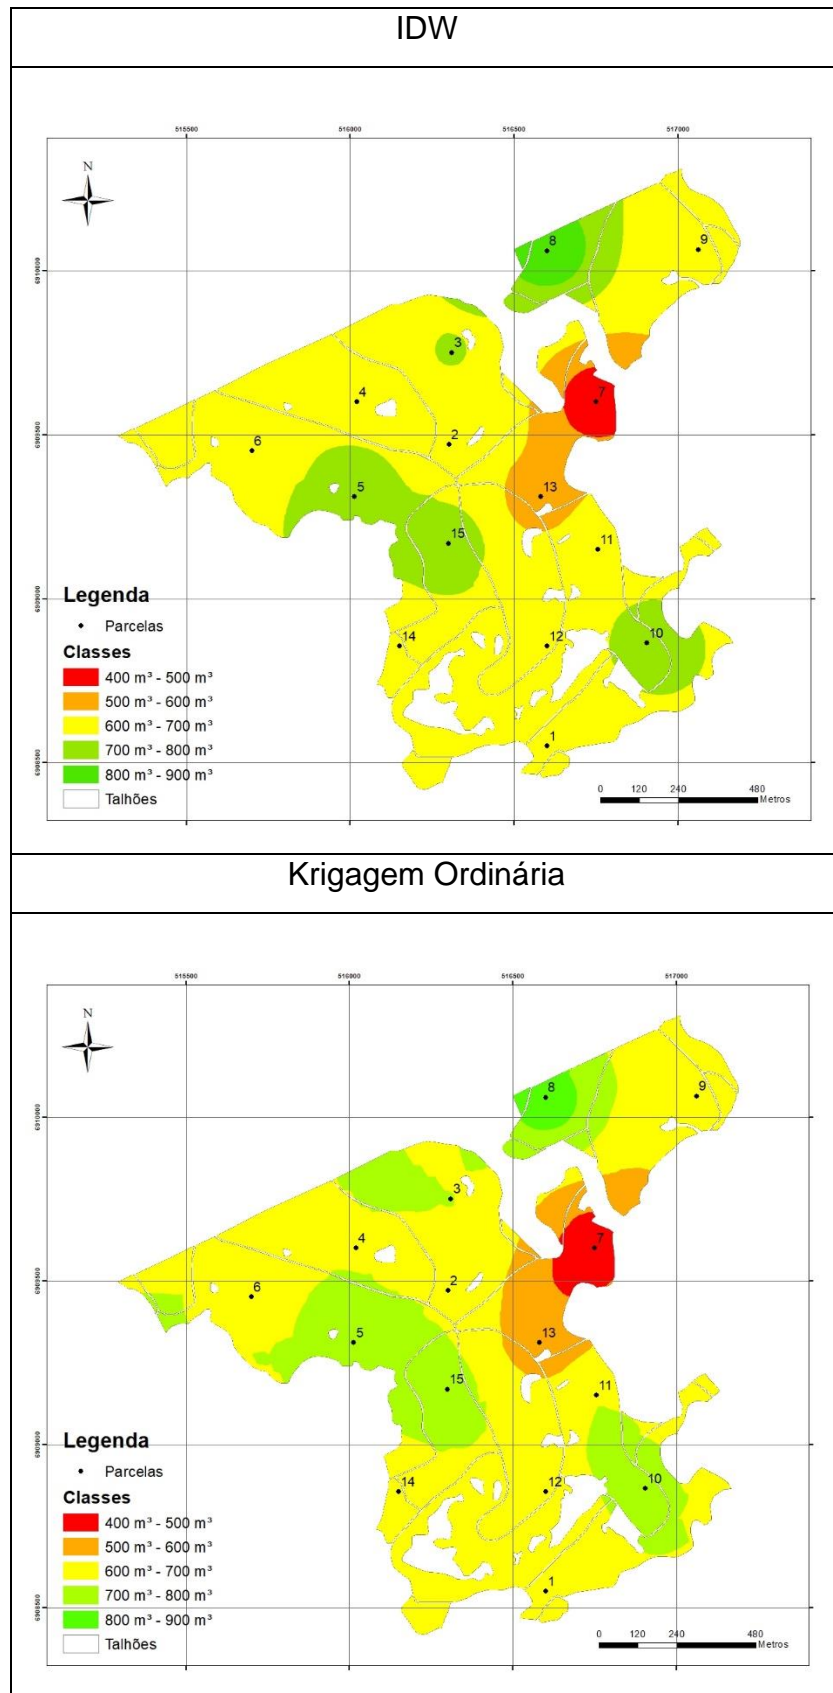 IDW
515500 516000 516500 517000
N
8
9
6910000
3
7
4
6909500
2
6
5
13
15
11
Legenda
6909000
Parcelas
14
12
10
Classes
400 m³ - 500 m³
500 m³ - 600 m³
600 m³ - 700 m³
1
700 m³ - 800 m³
6908500
800 m³ - 900 m³
0 120 240 480
Metros
Talhões
Krigagem Ordinária
515500 516000 516500 517000
N
8
9
6910000
3
7
4
6909500
2
6
5
13
15
11
Legenda
6909000
Parcelas
14
12
10
Classes
400 m³ - 500 m³
500 m³ - 600 m³
600 m³ - 700 m³
1
700 m³ - 800 m³
6908500
800 m³ - 900 m³
0 120 240 480
Metros
Talhões